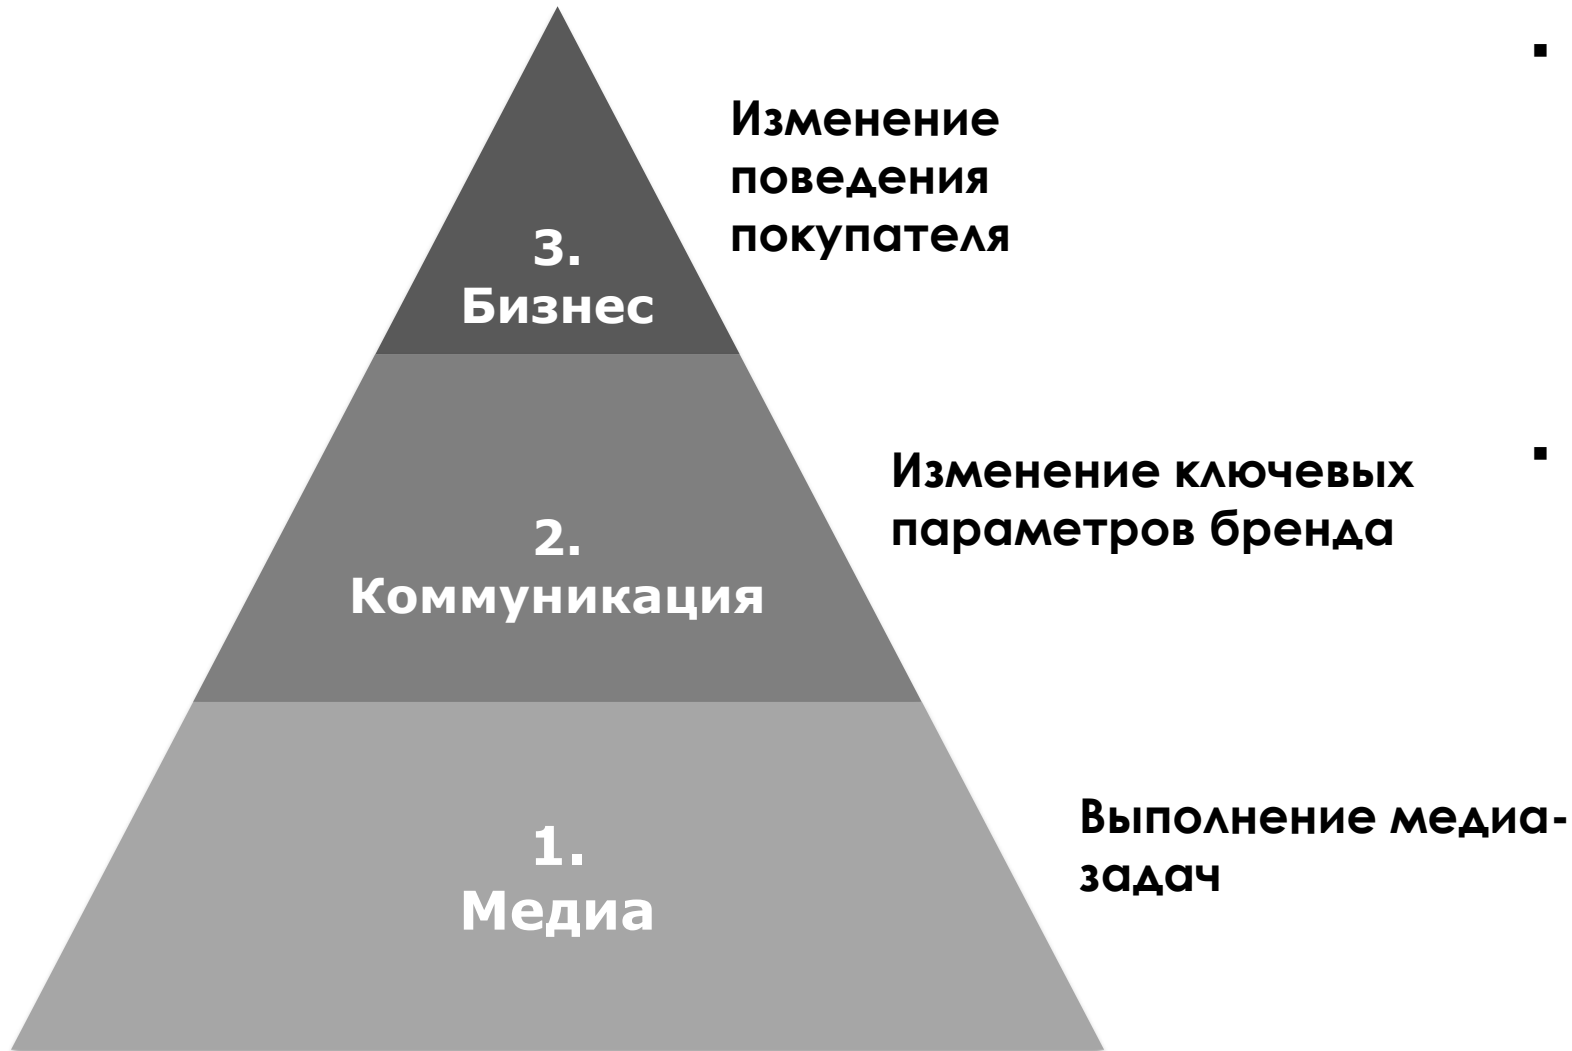 Изменение
поведения
покупателя
3.
Бизнес
Изменение ключевых
параметров бренда
2.
Коммуникация
Выполнение медиа-
задач
1.
Медиа